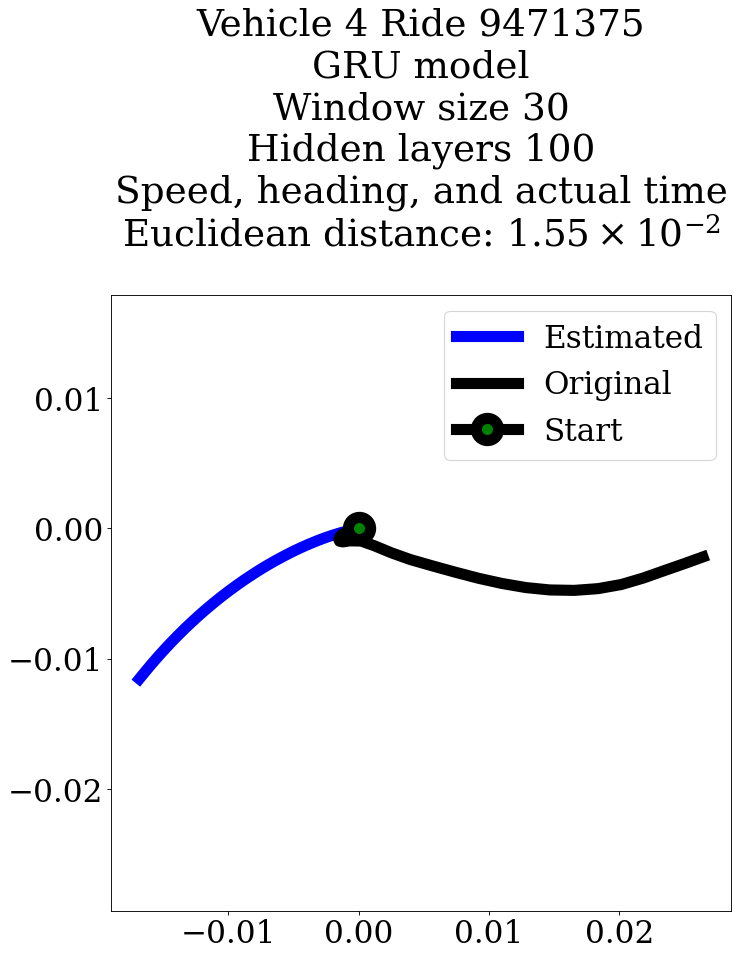 Vehicle 4 Ride 9471375
GRU model
Window size 30
Hidden layers 100
Speed, heading, and actual time
Euclidean distance: 1.55 × 10⁻²
Estimated
Original
Start
0.01
0.00
−0.01
−0.02
−0.01 0.00 0.01 0.02